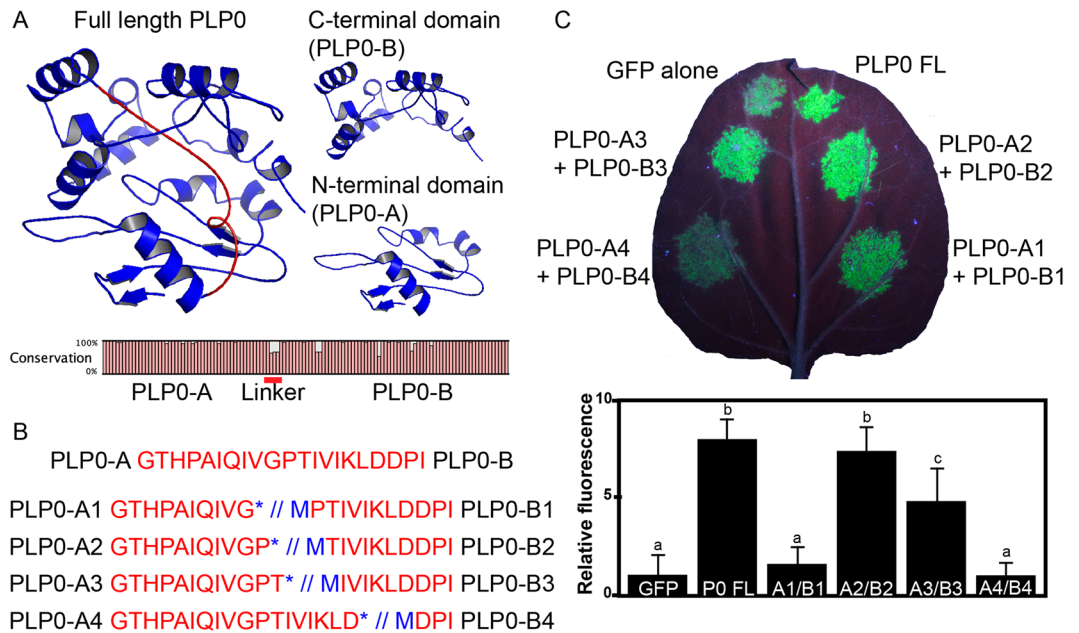 A
Full length PLP0
C-terminal domain
(PLP0-B)
N-terminal domain
(PLP0-A)
Conservation
100%
0%
PLP0-A
Linker
PLP0-B
B
PLP0-A GTHPAIQIVGPTIVIKLDDPI PLP0-B
PLP0-A1 GTHPAIQIVG* // MPTIVIKLDDPI PLP0-B1
PLP0-A2 GTHPAIQIVGP* // MTIVIKLDDPI PLP0-B2
PLP0-A3 GTHPAIQIVGPT* // MIVIKLDDPI PLP0-B3
PLP0-A4 GTHPAIQIVGPTIVIKLD* // MDPI PLP0-B4
C
GFP alone
PLP0 FL
PLP0-A3
+ PLP0-B3
PLP0-A2
+ PLP0-B2
PLP0-A4
+ PLP0-B4
PLP0-A1
+ PLP0-B1
Relative fluorescence
10
5
0
a
b
a
b
c
a
GFP
P0 FL
A1/B1
A2/B2
A3/B3
A4/B4